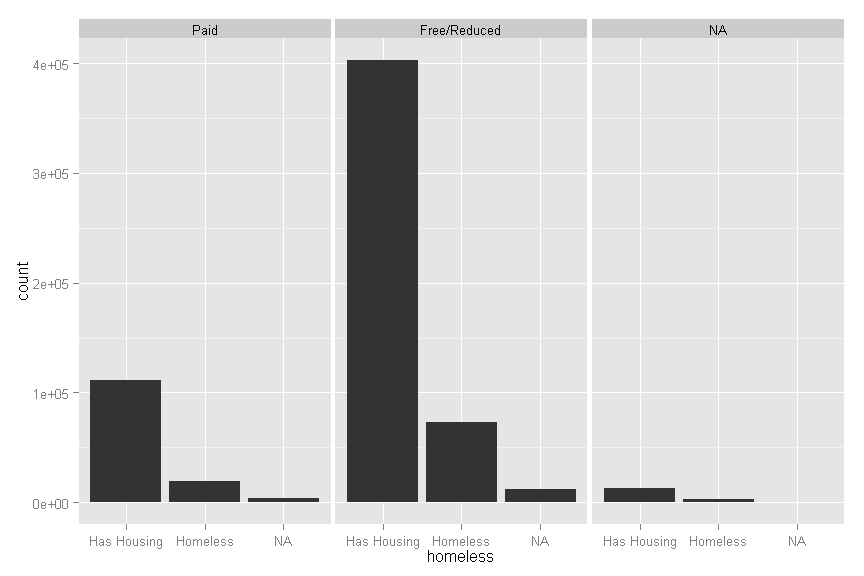 Paid Free/Reduced NA
4e+05
3e+05
2e+05
1e+05
0e+00
count
Has Housing Homeless NA Has Housing Homeless NA Has Housing Homeless NA
homeless